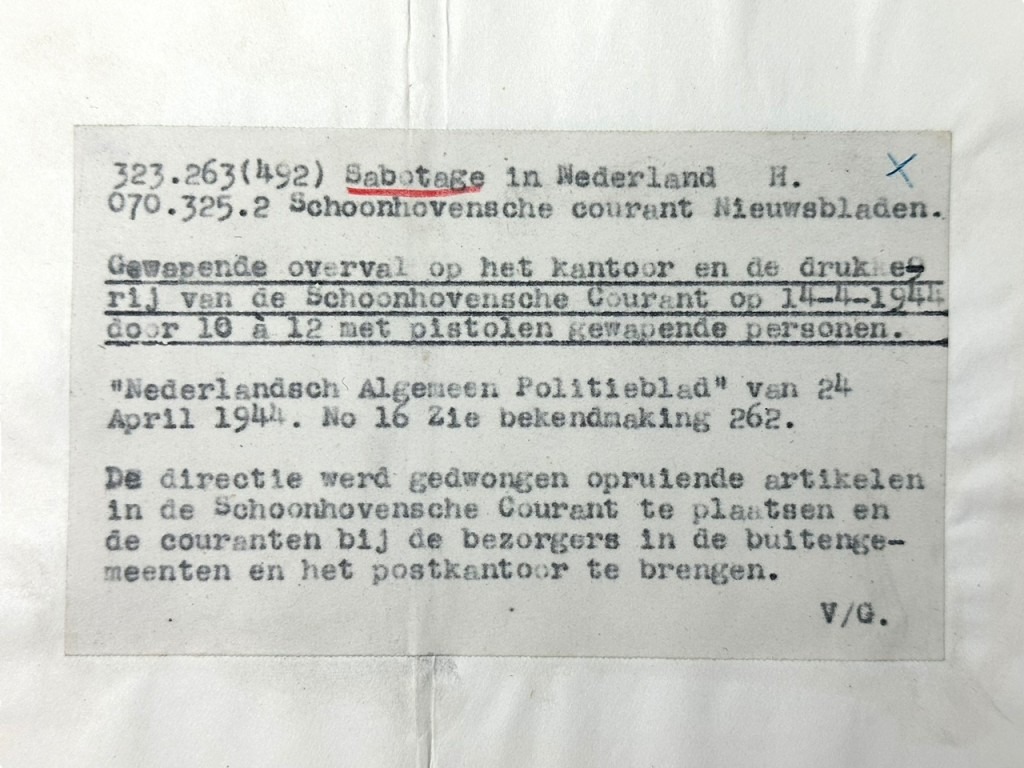 323.263(492) Sabotage in Nederland H.
070.325.2 Schoonhovensche courant Nieuwsbladen.
Gewapende overval op het kantoor en de drukke-
rij van de Schoonhovensche Courant op 14-4-1944
door 10 à 12 met pistolen gewapende personen.
"Nederlandsch Algemeen Politieblad" van 24
April 1944. No 16 Zie bekendmaking 262.
De directie werd gedwongen opruiende artikelen
in de Schoonhovensche Courant te plaatsen en
de couranten bij de bezorgers in de buitenge-
meenten en het postkantoor te brengen.
V/G.